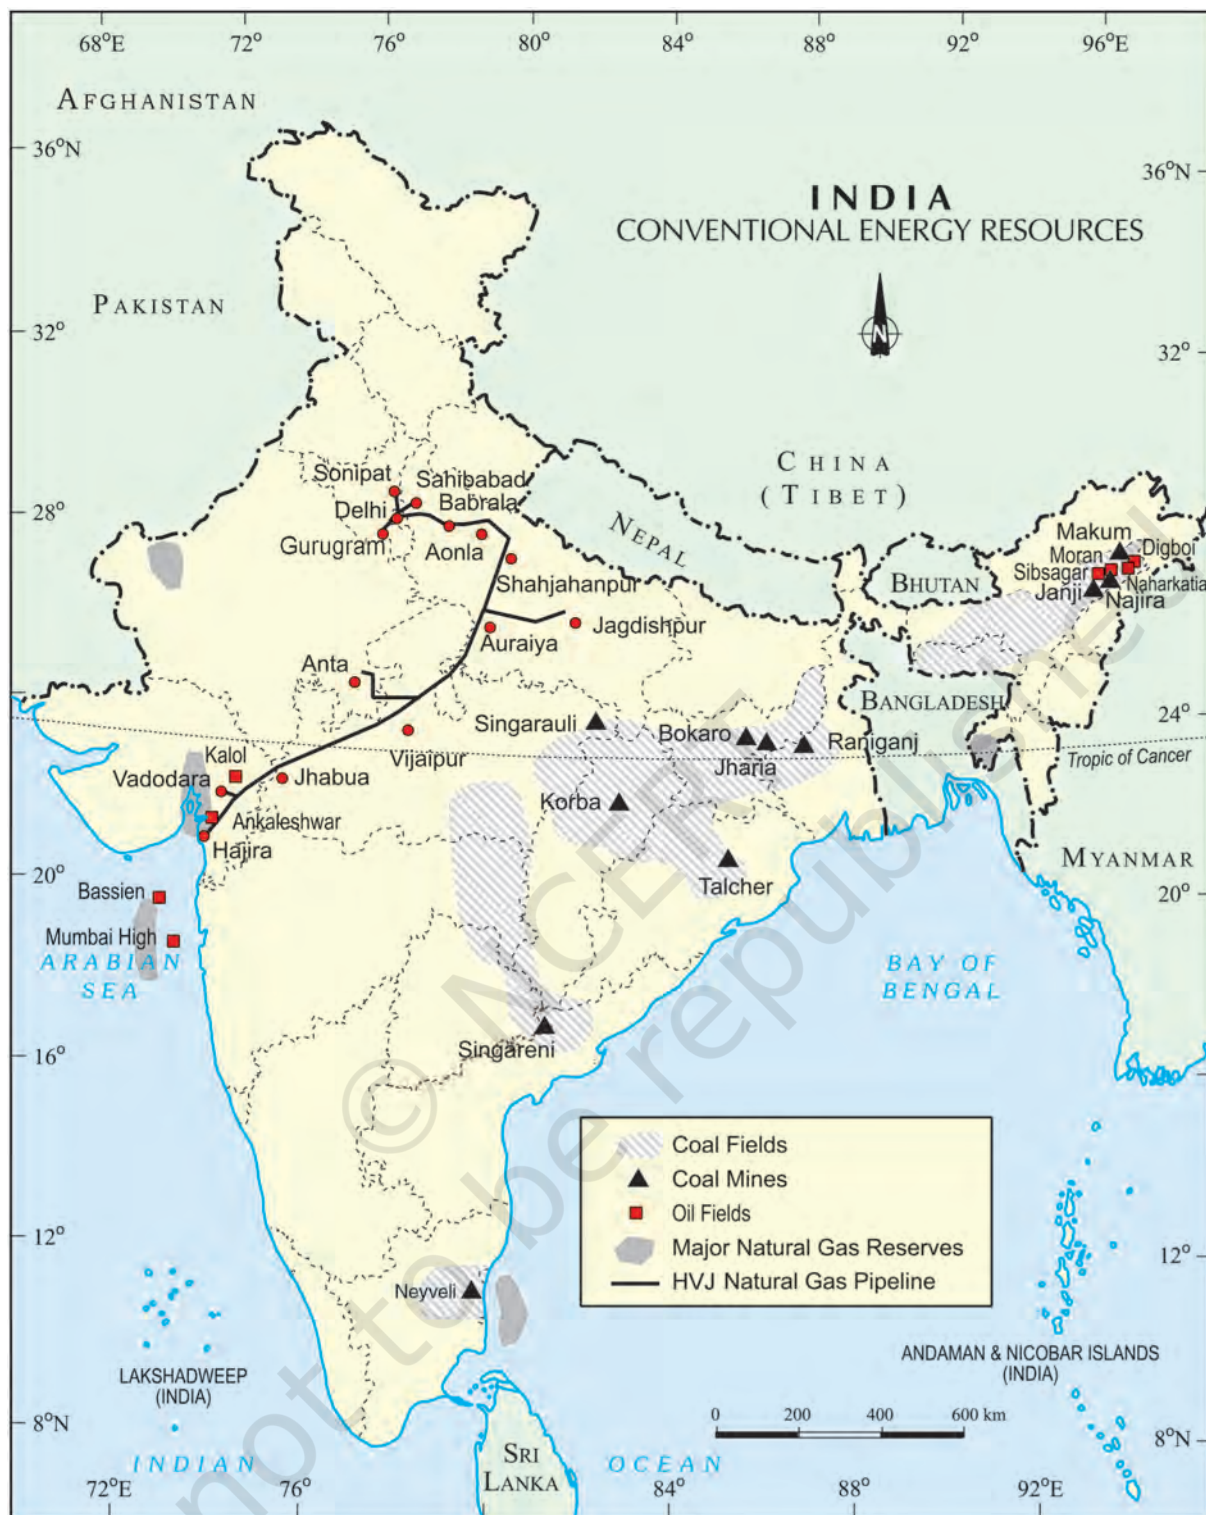 68°E 72° 76° 80° 84° 88° 92° 96°E
AFGHANISTAN
36°N
36°N
INDIA
CONVENTIONAL ENERGY RESOURCES
N
PAKISTAN
32°
32°
CHINA
(TIBET)
Sonipat
Sahibabad
Delhi
Babrala
28°
Gurugram
Aonla
NEPAL
Shahjahanpur
Makum
Moran
Digboi
Sibsagar
Naharkatia
Janji
Najira
BHUTAN
Auraiya
Jagdishpur
Anta
BANGLADESH
24°
Singarauli
Bokaro
Raniganj
Jharia
Tropic of Cancer
Vijaipur
Kalol
Vadodara
Jhabua
Korba
Ankaleshwar
Hajira
MYANMAR
20°
20°
Talcher
Bassien
Mumbai High
ARABIAN
SEA
BAY OF
BENGAL
16°
Singareni
Coal Fields
Coal Mines
Oil Fields
Major Natural Gas Reserves
HVJ Natural Gas Pipeline
12°
12°
Neyveli
LAKSHADWEEP
(INDIA)
ANDAMAN & NICOBAR ISLANDS
(INDIA)
0 200 400 600 km
8°N
8°N
INDIAN
OCEAN
SRI
LANKA
72°E 76° 84° 88° 92°E
© NCERT
not to be republished